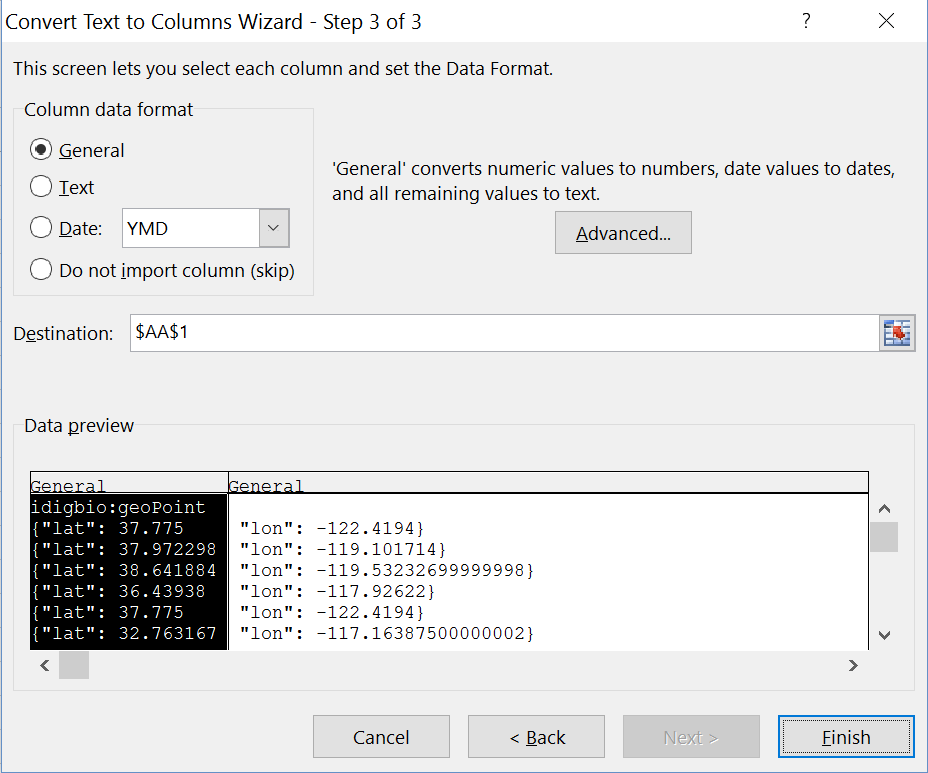 Convert Text to Columns Wizard - Step 3 of 3
?
This screen lets you select each column and set the Data Format.
Column data format
General
Text
Date:
YMD
Do not import column (skip)
'General' converts numeric values to numbers, date values to dates,
and all remaining values to text.
Advanced...
Destination:
$AA$1
Data preview
General General
idigbio:geoPoint
{"lat": 37.775 "lon": -122.4194}
{"lat": 37.972298 "lon": -119.101714}
{"lat": 38.641884 "lon": -119.53232699999998}
{"lat": 36.43938 "lon": -117.92622}
{"lat": 37.775 "lon": -122.4194}
{"lat": 32.763167 "lon": -117.16387500000002}
Cancel
< Back
Next >
Finish